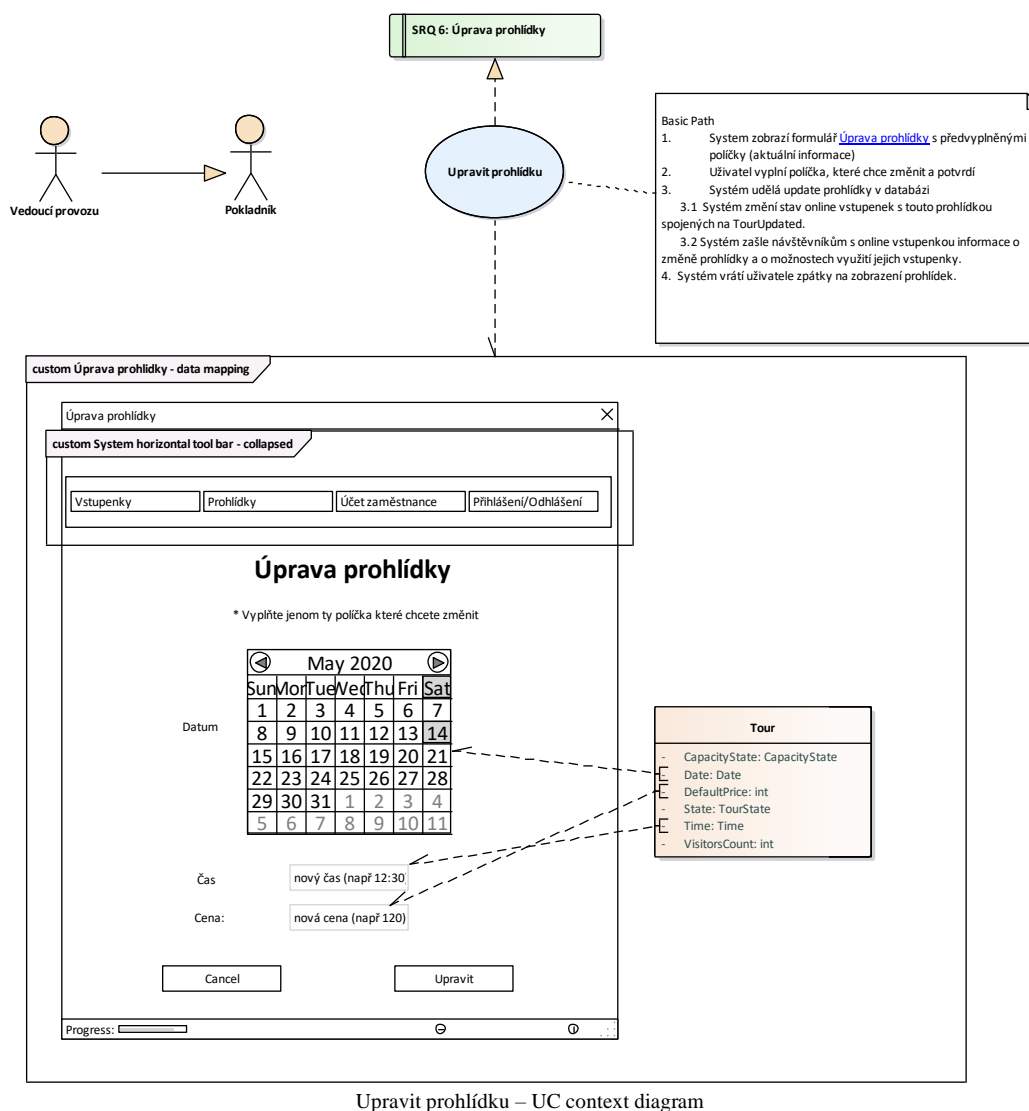 SRQ 6: Úprava prohlídky
Vedoucí provozu
Pokladník
Upravit prohlídku
Basic Path
1. System zobrazí formulář Úprava prohlídky s předvyplněnými
políčky (aktuální informace)
2. Uživatel vyplní políčka, které chce změnit a potvrdí
3. Systém udělá update prohlídky v databázi
3.1 Systém změní stav online vstupenek s touto prohlídkou
spojených na TourUpdated.
3.2 Systém zašle návštěvníkům s online vstupenkou informace o
změně prohlídky a o možnostech využití jejich vstupenky.
4. Systém vrátí uživatele zpátky na zobrazení prohlídek.
custom Úprava prohlidky - data mapping
Úprava prohlídky
custom System horizontal tool bar - collapsed
Vstupenky Prohlídky Účet zaměstnance Přihlášení/Odhlášení
Úprava prohlídky
* Vyplňte jenom ty políčka které chcete změnit
May 2020
Sun Mon Tue Wed Thu Fri Sat
1 2 3 4 5 6 7
Datum
8 9 10 11 12 13 14
15 16 17 18 19 20 21
22 23 24 25 26 27 28
29 30 31 1 2 3 4
5 6 7 8 9 10 11
Tour
- CapacityState: CapacityState
- Date: Date
- DefaultPrice: int
- State: TourState
- Time: Time
- VisitorsCount: int
Čas nový čas (např 12:30)
Cena: nová cena (např 120)
Cancel Upravit
Progress:
Upravit prohlídku – UC context diagram